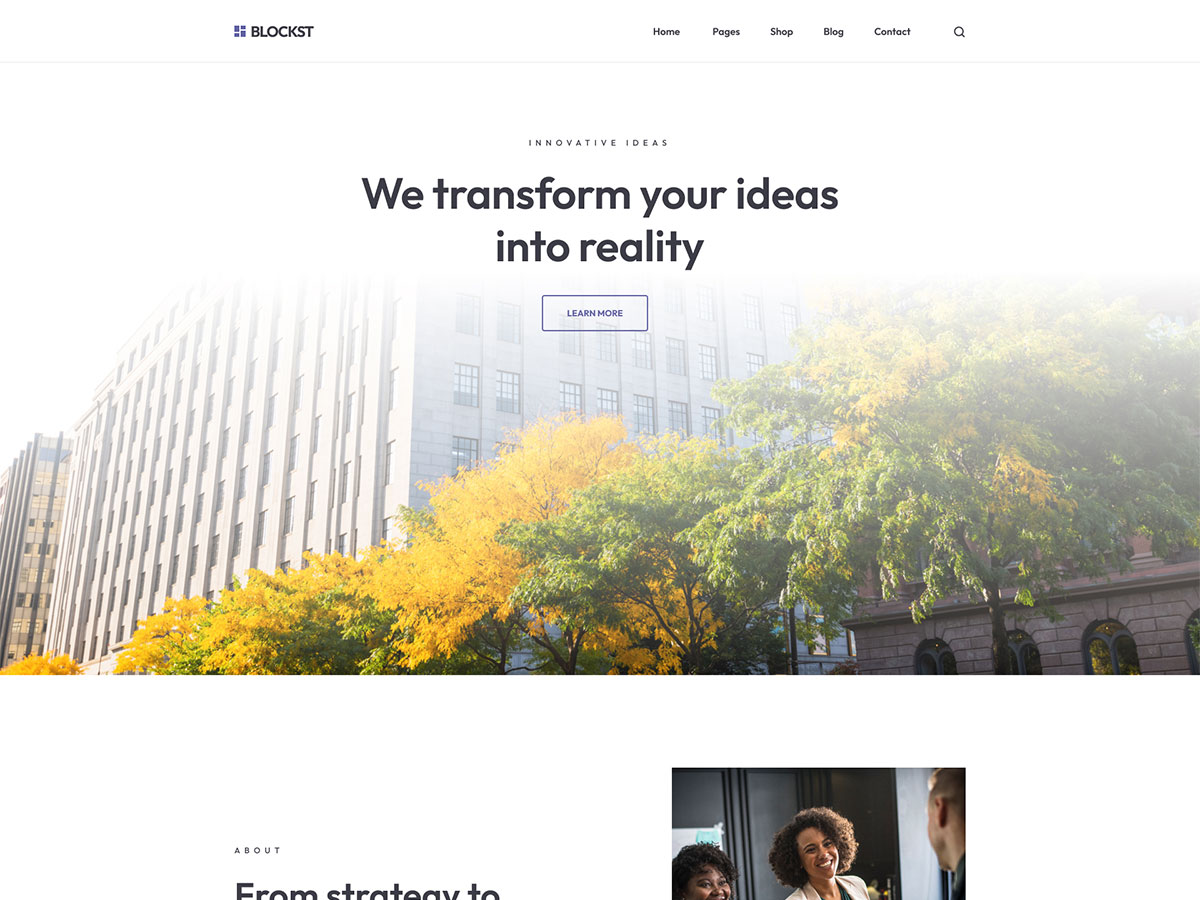 BLOCKST
Home Pages Shop Blog Contact
INNOVATIVE IDEAS
We transform your ideas
into reality
LEARN MORE
ABOUT
From strategy to